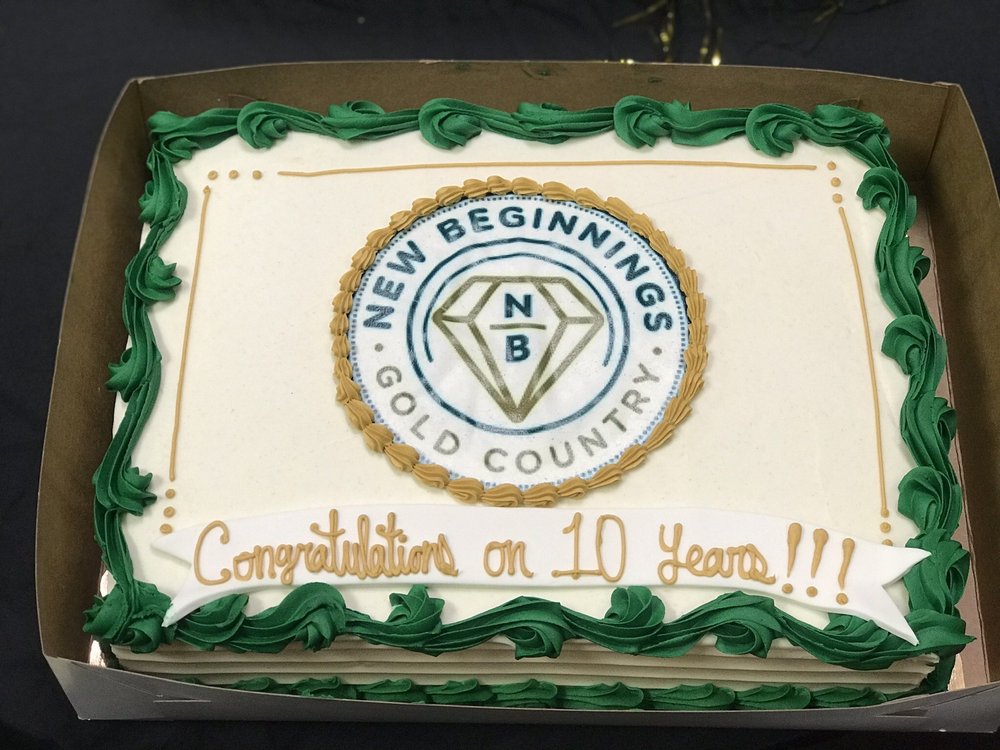 NEW BEGINNINGS
N
B
• GOLD COUNTRY •
Congratulations on 10 Years!!!